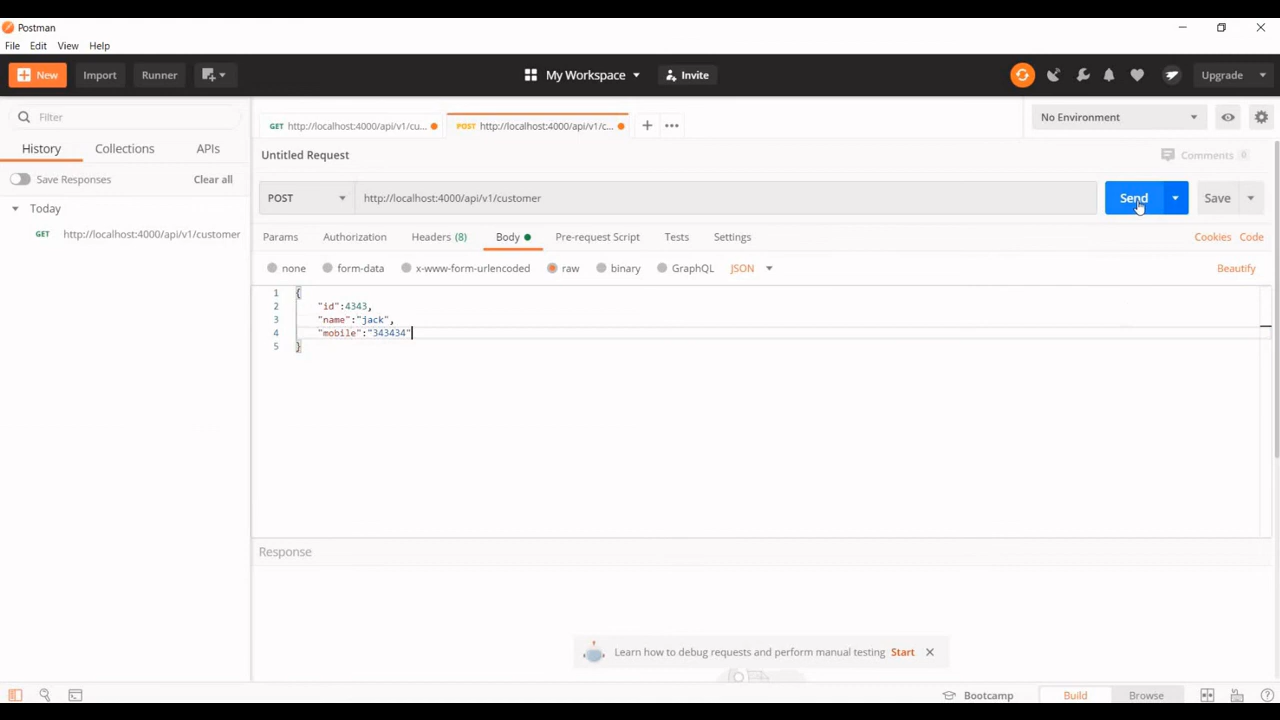 Postman
File Edit View Help
New Import Runner My Workspace Invite Upgrade
Filter
History Collections APIs
Save Responses Clear all
Today
GET http://localhost:4000/api/v1/customer
GET http://localhost:4000/api/v1/cu... POST http://localhost:4000/api/v1/c... + ••• No Environment
Untitled Request Comments 0
POST http://localhost:4000/api/v1/customer Send Save
Params Authorization Headers (8) Body Pre-request Script Tests Settings Cookies Code
none form-data x-www-form-urlencoded raw binary GraphQL JSON Beautify
1 {
2 "id":4343,
3 "name":"jack",
4 "mobile":"343434"
5 }
Response
Learn how to debug requests and perform manual testing Start
Bootcamp Build Browse